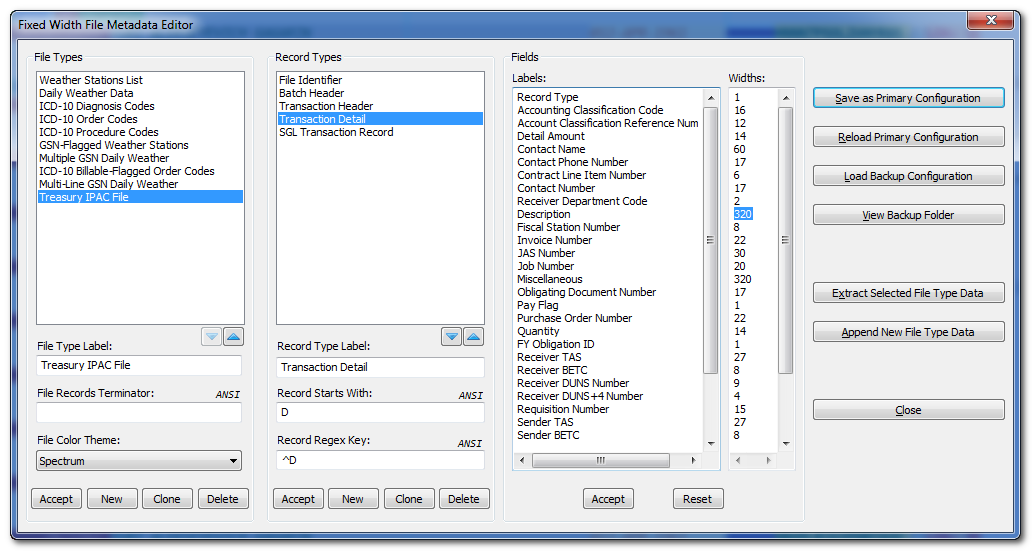 Fixed Width File Metadata Editor
File Types
Weather Stations List
Daily Weather Data
ICD-10 Diagnosis Codes
ICD-10 Order Codes
ICD-10 Procedure Codes
GSN-Flagged Weather Stations
Multiple GSN Daily Weather
ICD-10 Billable-Flagged Order Codes
Multi-Line GSN Daily Weather
Treasury IPAC File
File Type Label:
Treasury IPAC File
File Records Terminator: ANSI
File Color Theme:
Spectrum
Accept New Clone Delete
Record Types
File Identifier
Batch Header
Transaction Header
Transaction Detail
SGL Transaction Record
Record Type Label:
Transaction Detail
Record Starts With: ANSI
D
Record Regex Key: ANSI
^D
Accept New Clone Delete
Fields
Labels: Widths:
Record Type 1
Accounting Classification Code 16
Account Classification Reference Num 12
Detail Amount 14
Contact Name 60
Contact Phone Number 17
Contract Line Item Number 6
Contact Number 17
Receiver Department Code 2
Description 320
Fiscal Station Number 8
Invoice Number 22
JAS Number 30
Job Number 20
Miscellaneous 320
Obligating Document Number 17
Pay Flag 1
Purchase Order Number 22
Quantity 14
FY Obligation ID 1
Receiver TAS 27
Receiver BETC 8
Receiver DUNS Number 9
Receiver DUNS+4 Number 4
Requisition Number 15
Sender TAS 27
Sender BETC 8
Accept Reset
Save as Primary Configuration
Reload Primary Configuration
Load Backup Configuration
View Backup Folder
Extract Selected File Type Data
Append New File Type Data
Close